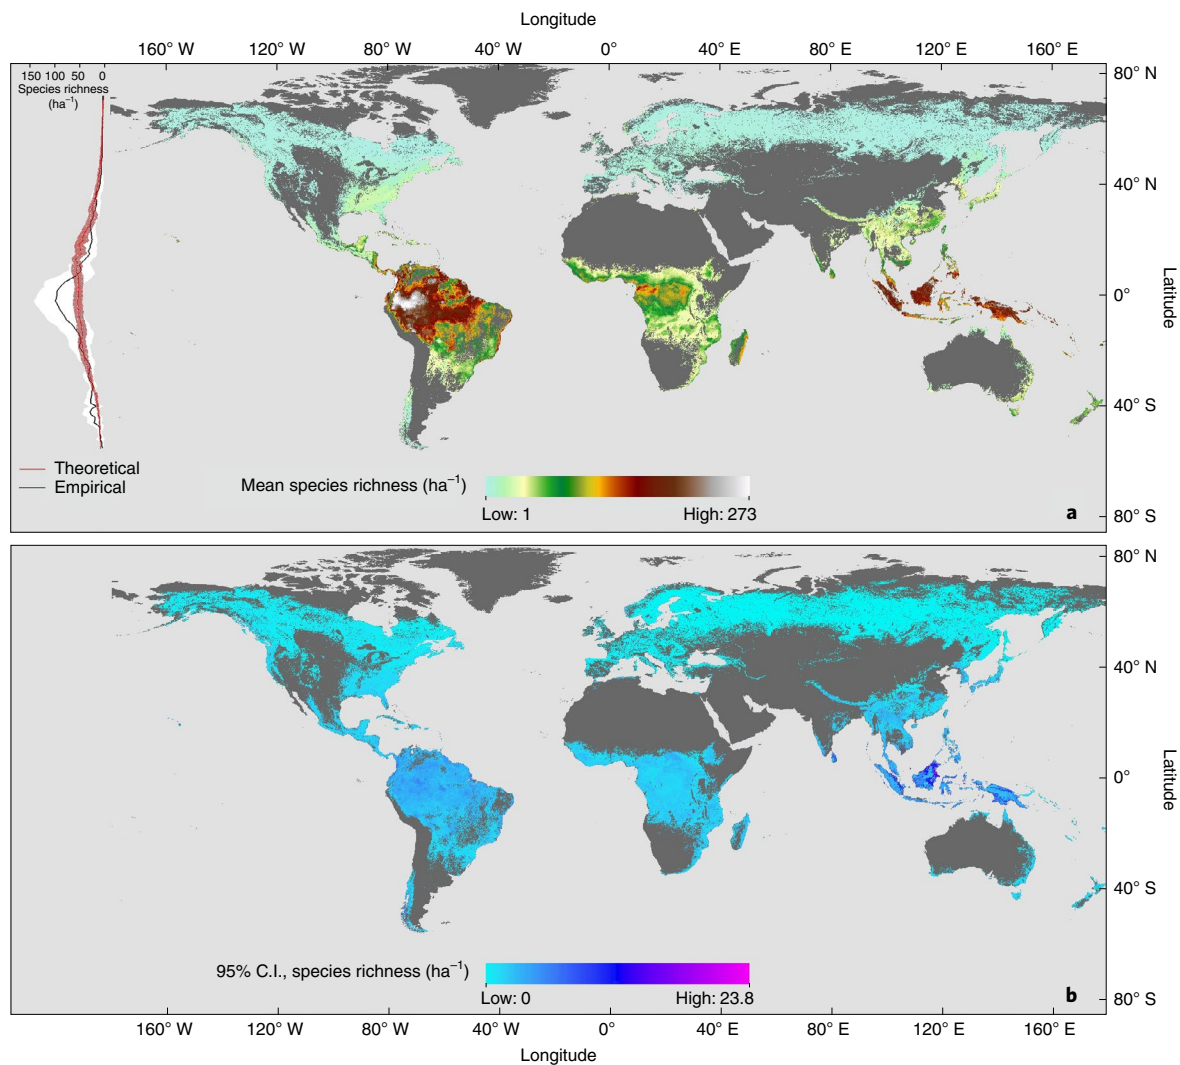 Longitude
160° W 120° W 80° W 40° W 0° 40° E 80° E 120° E 160° E
150 100 50 0
Species richness
(ha⁻¹)
80° N
40° N
0°
40° S
80° S
Latitude
Theoretical
Empirical
Mean species richness (ha⁻¹)
Low: 1 High: 273
a
80° N
40° N
0°
40° S
80° S
Latitude
95% C.I., species richness (ha⁻¹)
Low: 0 High: 23.8
b
160° W 120° W 80° W 40° W 0° 40° E 80° E 120° E 160° E
Longitude